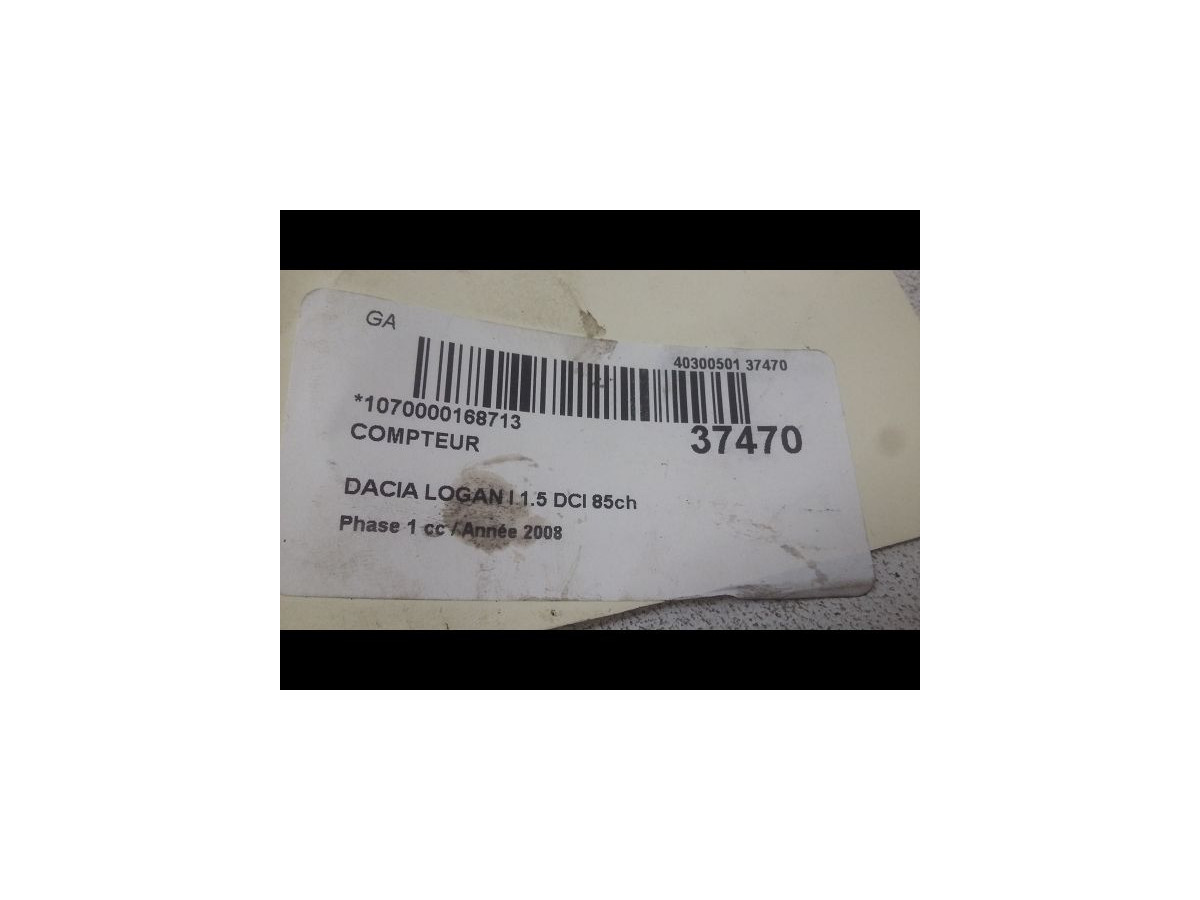 GA
40300501 37470
*1070000168713
37470
COMPTEUR
DACIA LOGAN I 1.5 DCI 85ch
Phase 1 cc / Année 2008